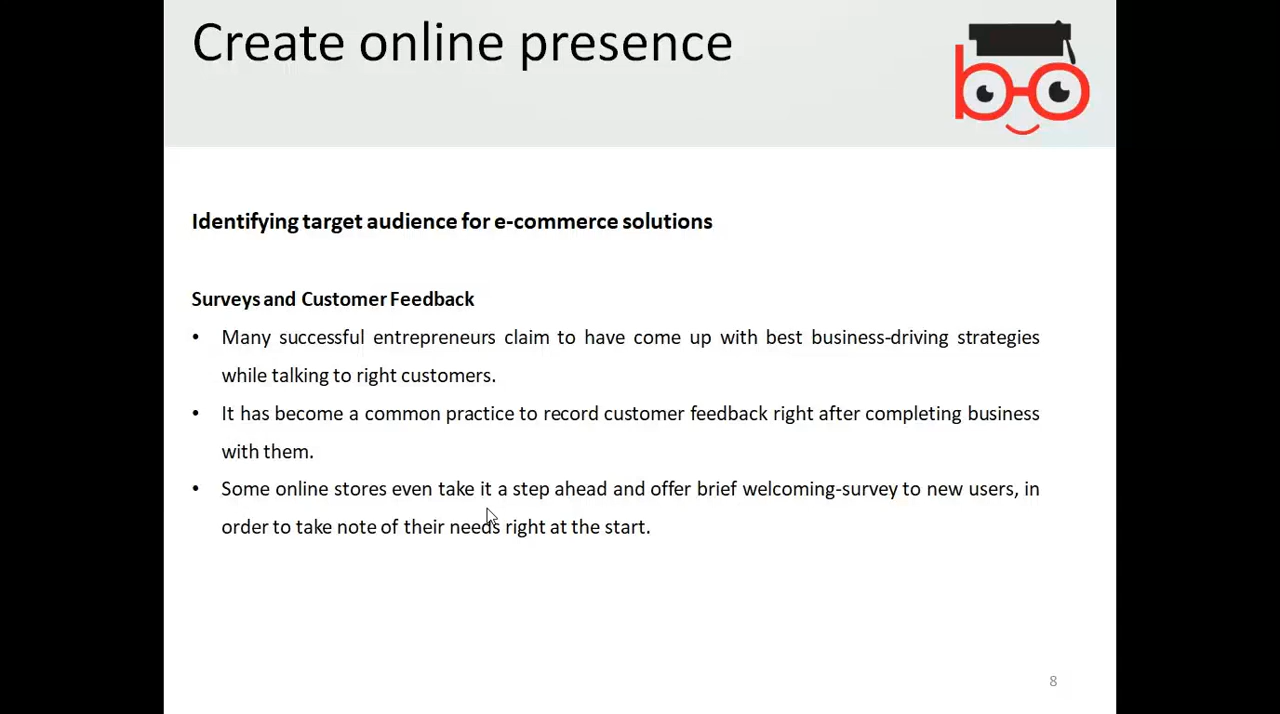 Create online presence
Identifying target audience for e-commerce solutions
Surveys and Customer Feedback
• Many successful entrepreneurs claim to have come up with best business-driving strategies
while talking to right customers.
• It has become a common practice to record customer feedback right after completing business
with them.
• Some online stores even take it a step ahead and offer brief welcoming-survey to new users, in
order to take note of their needs right at the start.
8